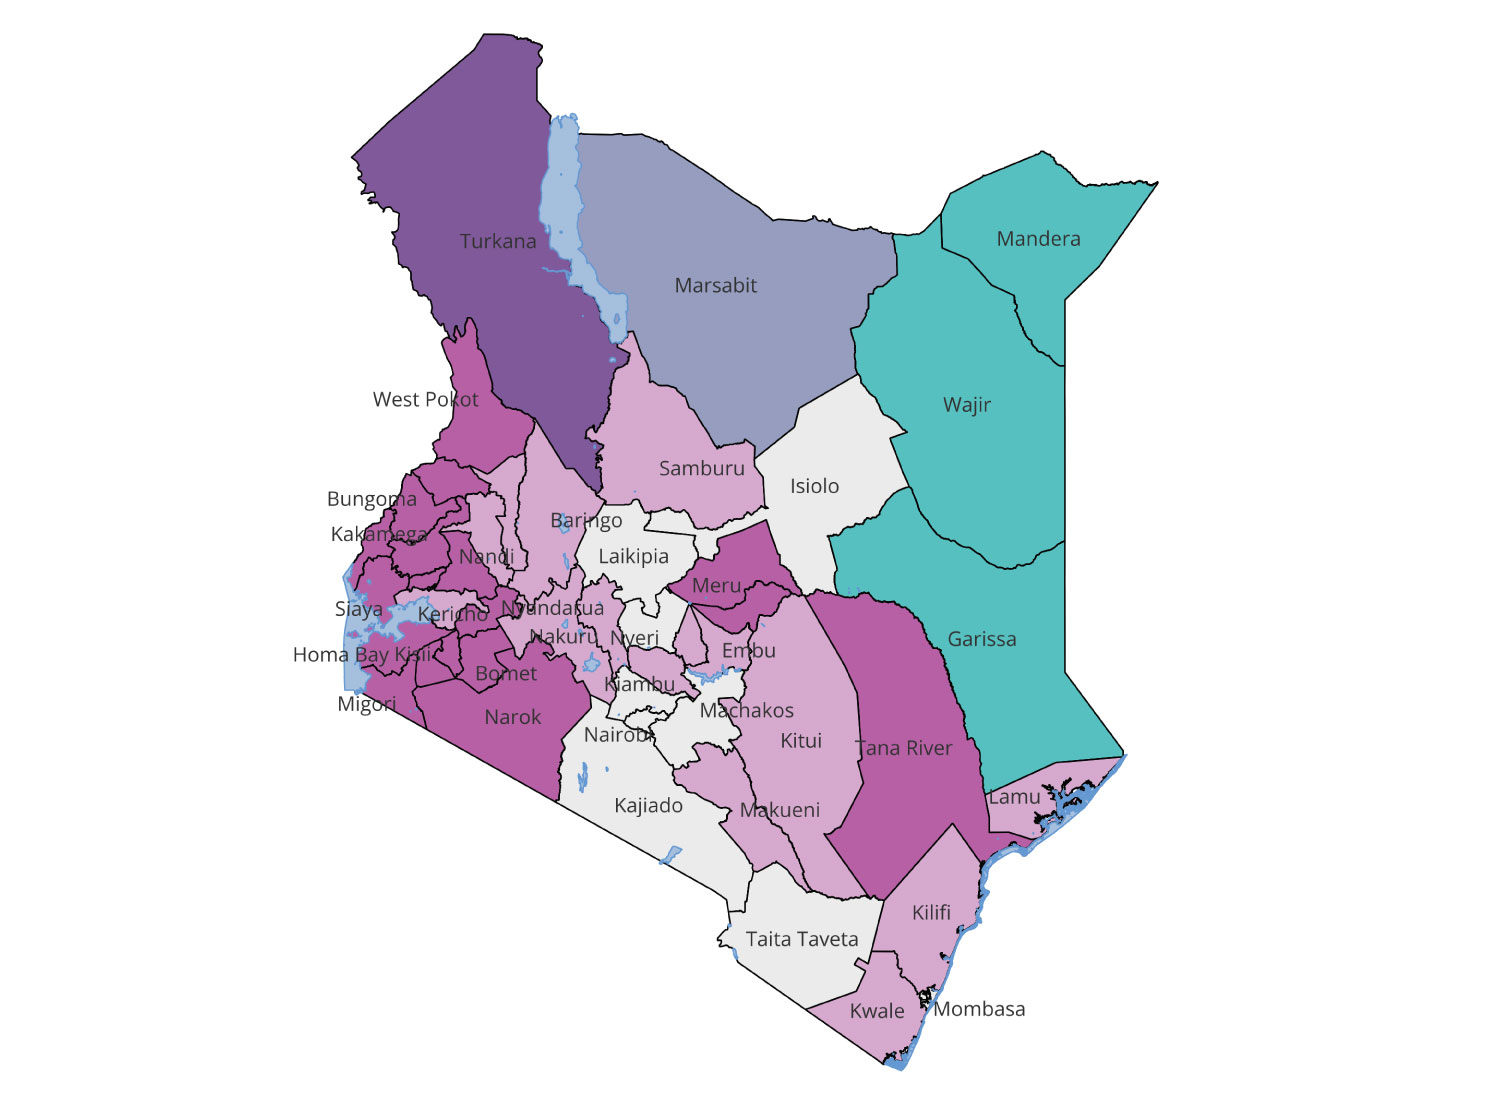 Turkana
Mandera
Marsabit
West Pokot
Wajir
Samburu
Isiolo
Bungoma
Baringo
Kakamega
Nandi
Laikipia
Meru
Siaya
Kericho
Nyandarua
Nakuru
Nyeri
Embu
Garissa
Homa Bay
Kisii
Bomet
Kiambu
Migori
Narok
Machakos
Nairobi
Kitui
Tana River
Kajiado
Makueni
Lamu
Kilifi
Taita Taveta
Kwale
Mombasa